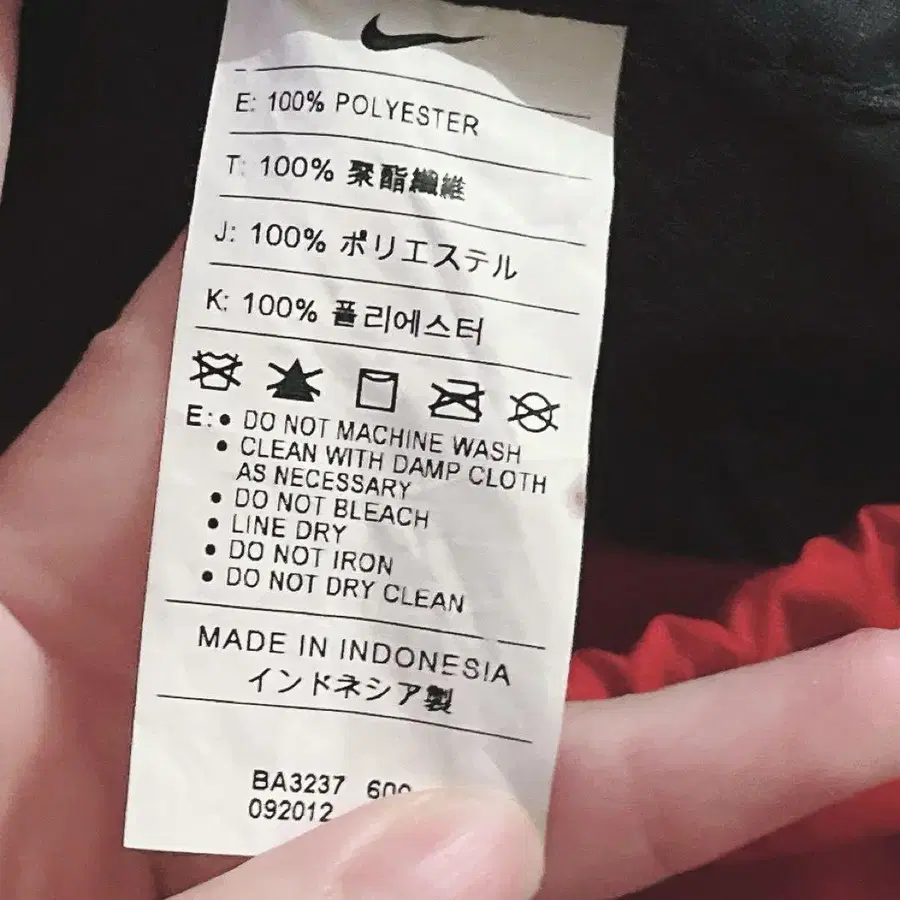 E: 100% POLYESTER
T: 100% 聚酯纖維
J: 100% ポリエステル
K: 100% 폴리에스터
E: • DO NOT MACHINE WASH
• CLEAN WITH DAMP CLOTH
AS NECESSARY
• DO NOT BLEACH
• LINE DRY
• DO NOT IRON
• DO NOT DRY CLEAN
MADE IN INDONESIA
インドネシア製
BA3237
092012